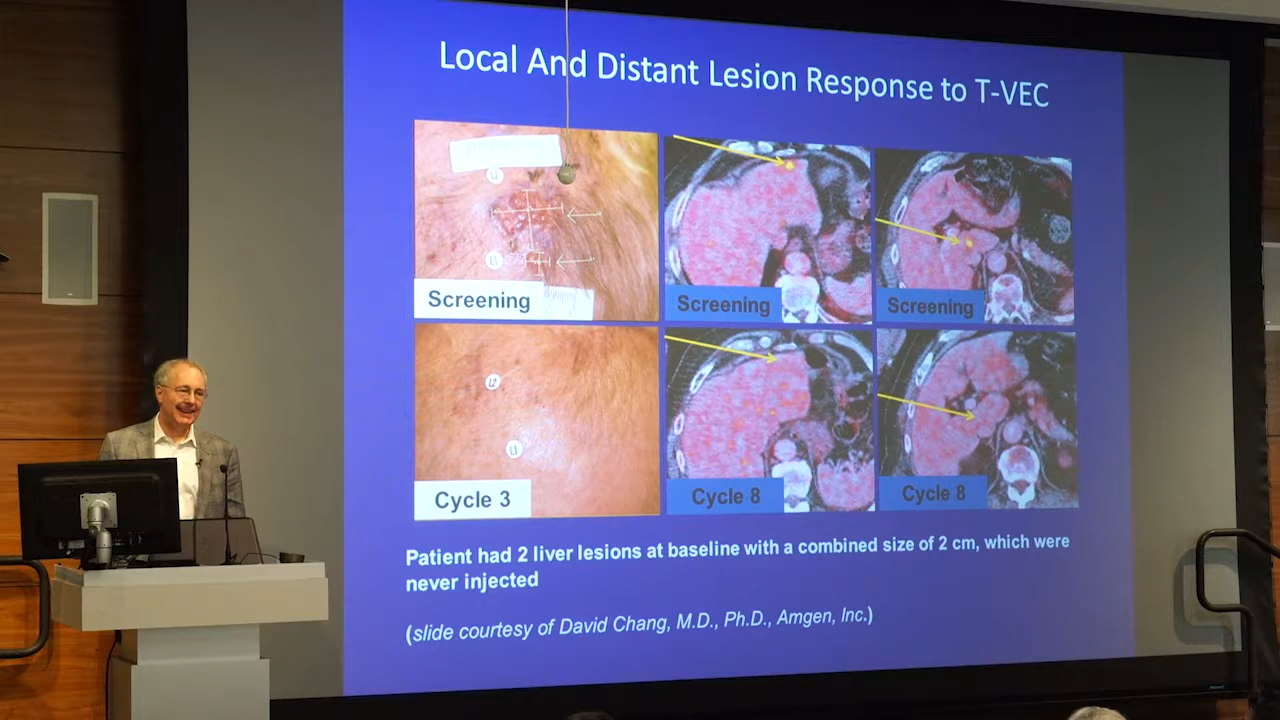 Local And Distant Lesion Response to T-VEC
Screening
Screening
Screening
L2
L1
Cycle 3
Cycle 8
Cycle 8
Patient had 2 liver lesions at baseline with a combined size of 2 cm, which were
never injected
(slide courtesy of David Chang, M.D., Ph.D., Amgen, Inc.)